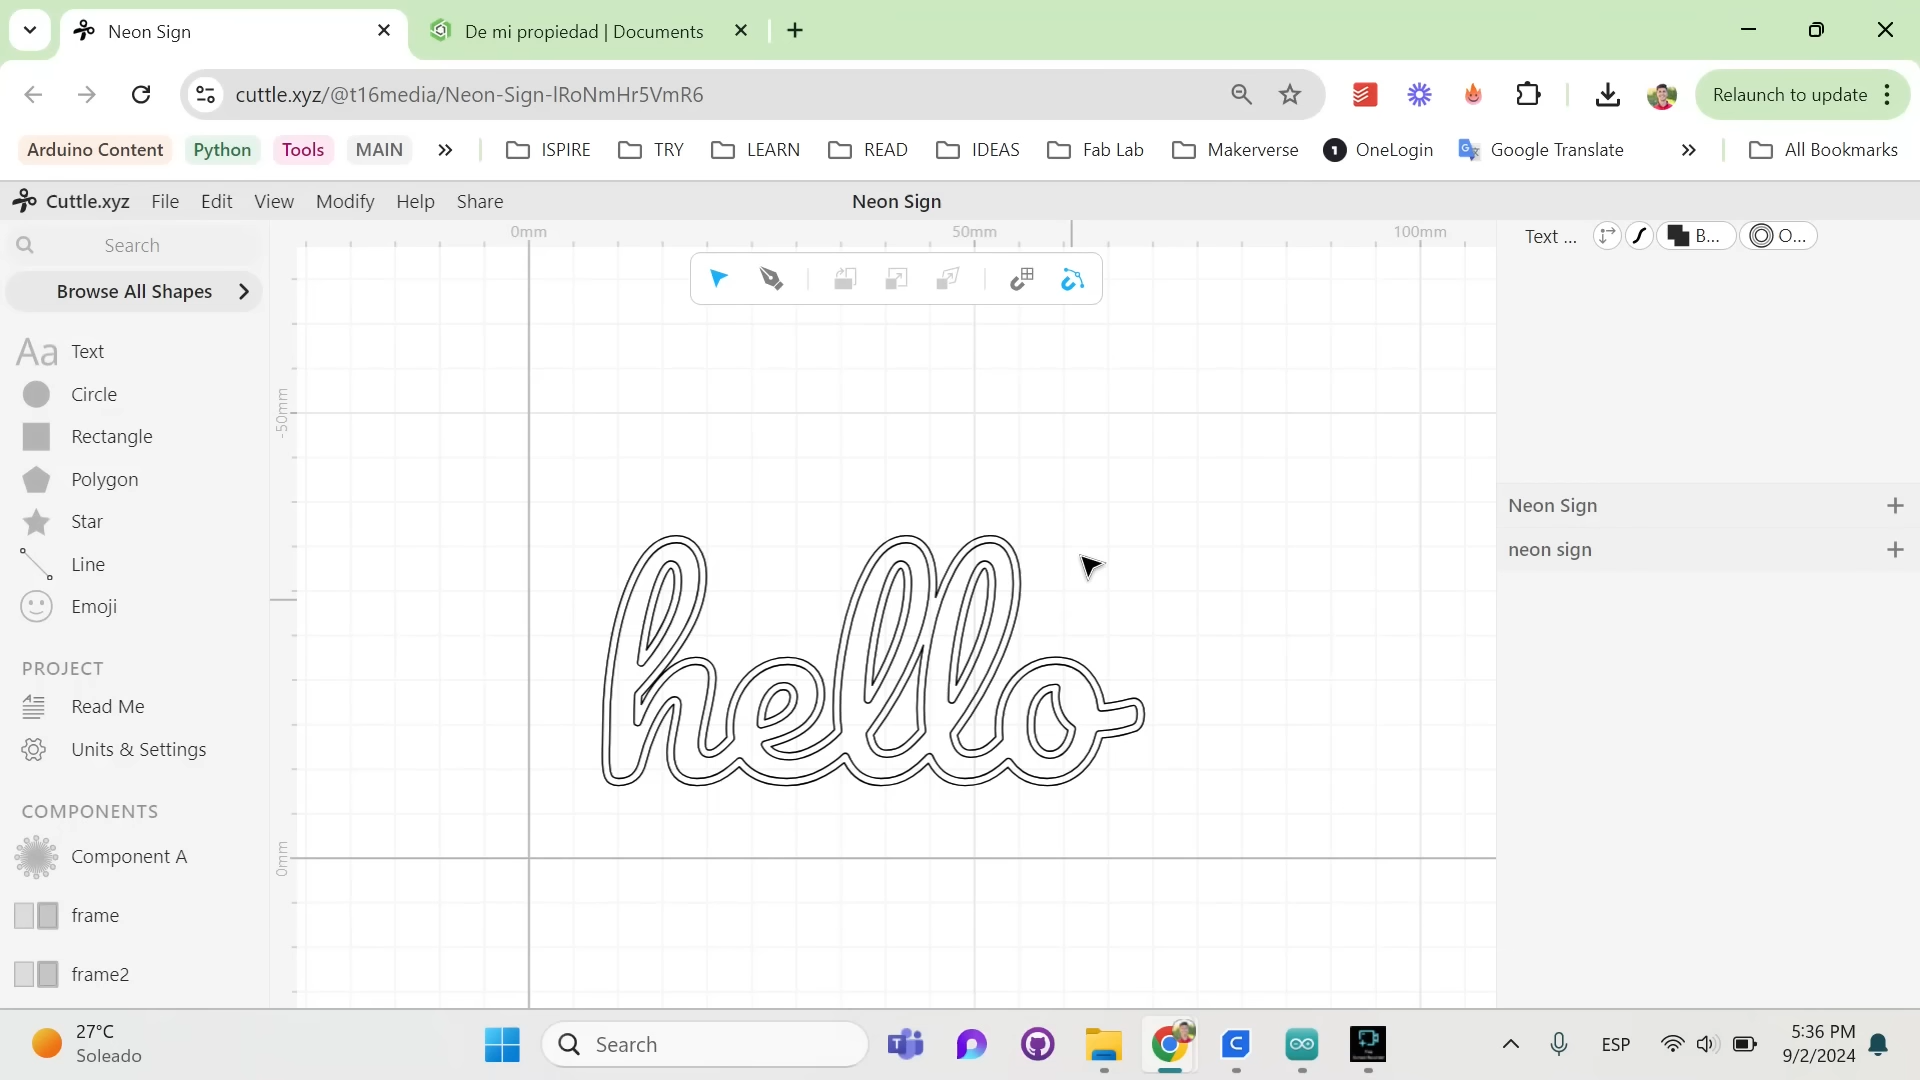 Neon Sign
De mi propiedad | Documents
cuttle.xyz/@t16media/Neon-Sign-lRoNmHr5VmR6
Relaunch to update
Arduino Content
Python
Tools
MAIN
ISPIRE
TRY
LEARN
READ
IDEAS
Fab Lab
Makerverse
OneLogin
Google Translate
All Bookmarks
Cuttle.xyz
File
Edit
View
Modify
Help
Share
Neon Sign
Search
Browse All Shapes
Aa Text
Circle
Rectangle
Polygon
Star
Line
Emoji
PROJECT
Read Me
Units & Settings
COMPONENTS
Component A
frame
frame2
0mm
50mm
100mm
-50mm
0mm
hello
Text ...
B...
O...
Neon Sign
neon sign
27°C
Soleado
Search
ESP
5:36 PM
9/2/2024